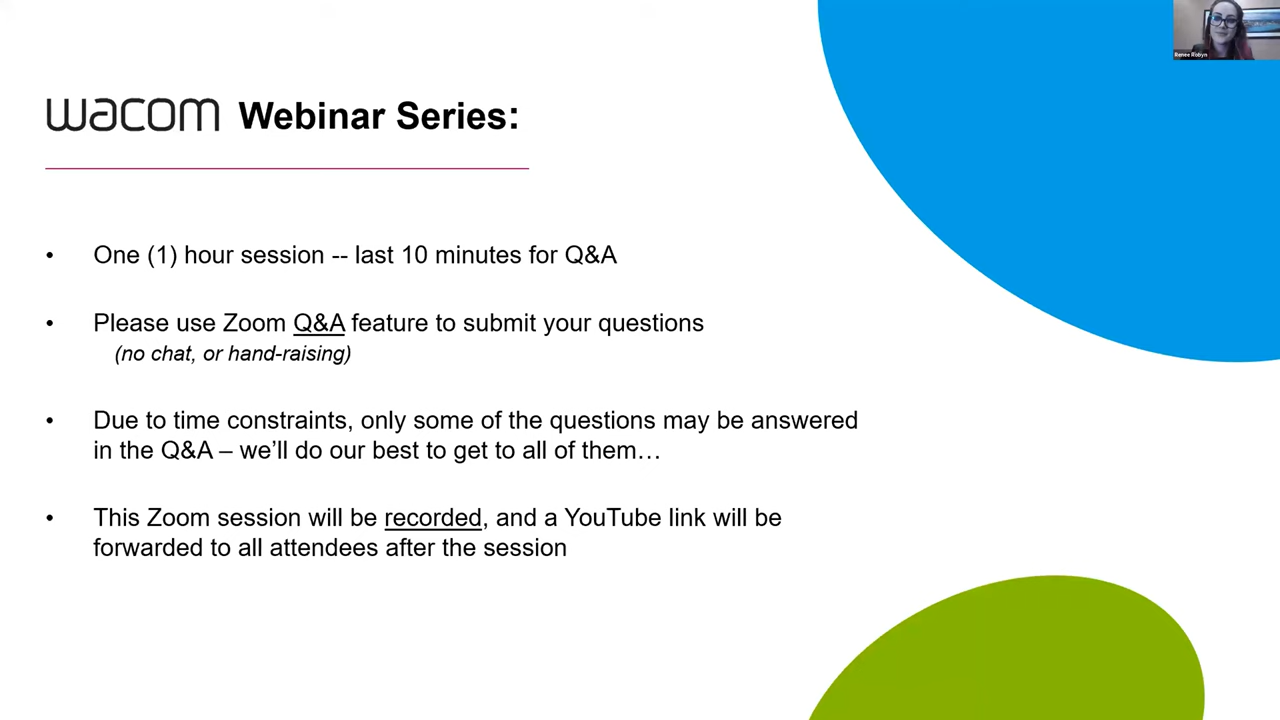 wacom Webinar Series:
Renee Robyn
• One (1) hour session -- last 10 minutes for Q&A
• Please use Zoom Q&A feature to submit your questions
(no chat, or hand-raising)
• Due to time constraints, only some of the questions may be answered
in the Q&A – we’ll do our best to get to all of them…
• This Zoom session will be recorded, and a YouTube link will be
forwarded to all attendees after the session